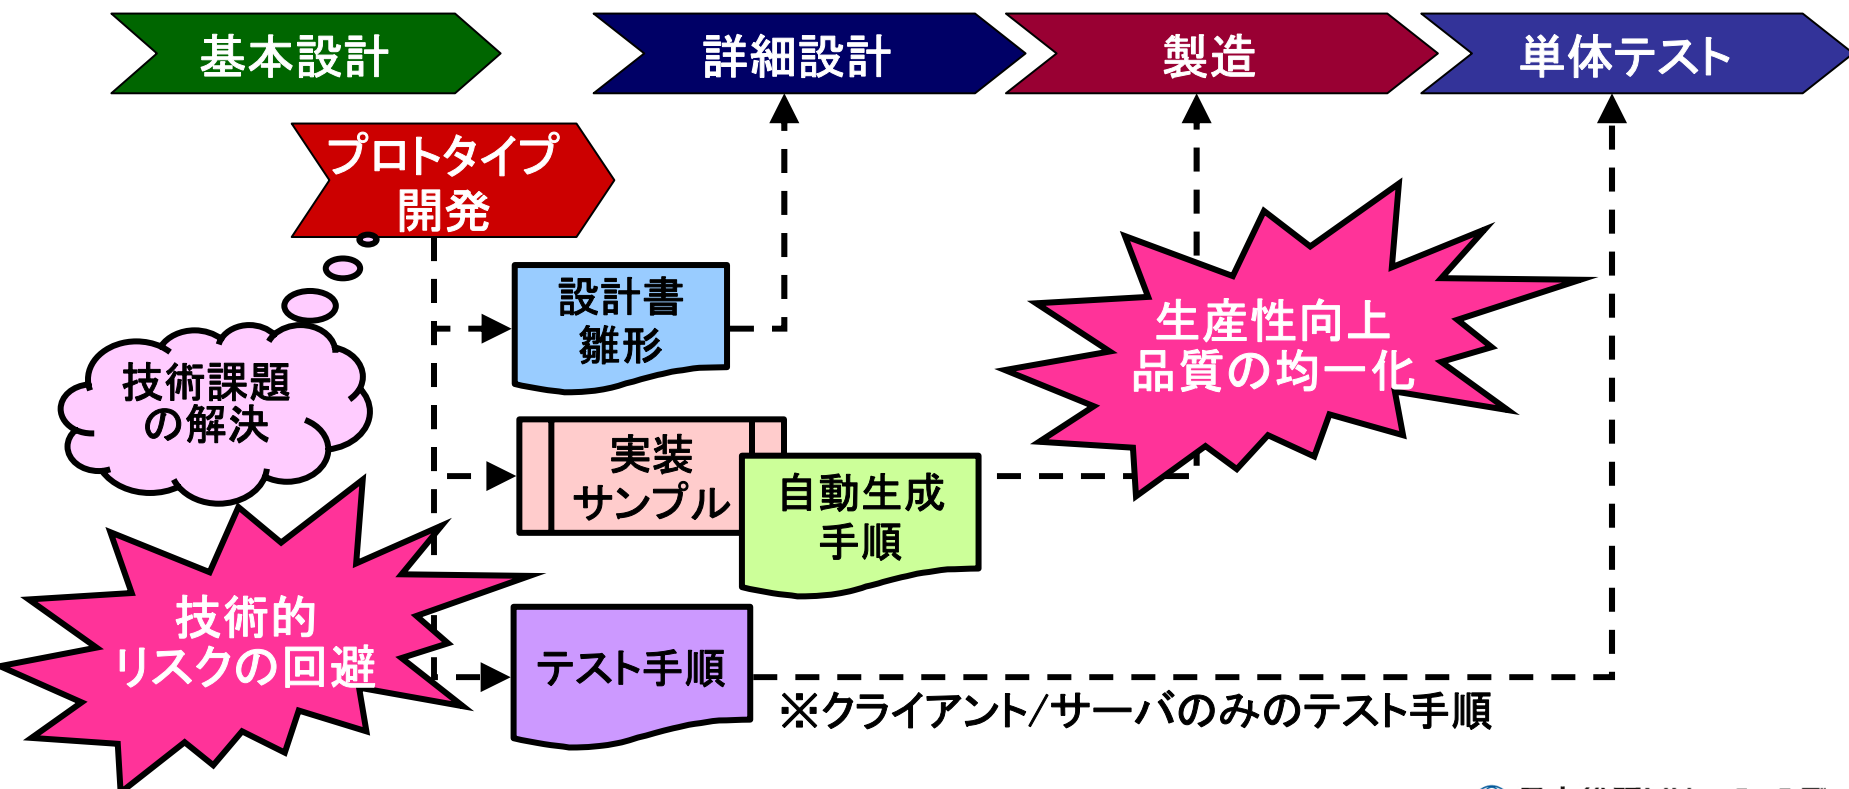 基本設計
詳細設計
製造
単体テスト
プロトタイプ
開発
設計書
雛形
技術課題
の解決
生産性向上
品質の均一化
実装
サンプル
自動生成
手順
技術的
リスクの回避
テスト手順
※クライアント/サーバのみのテスト手順